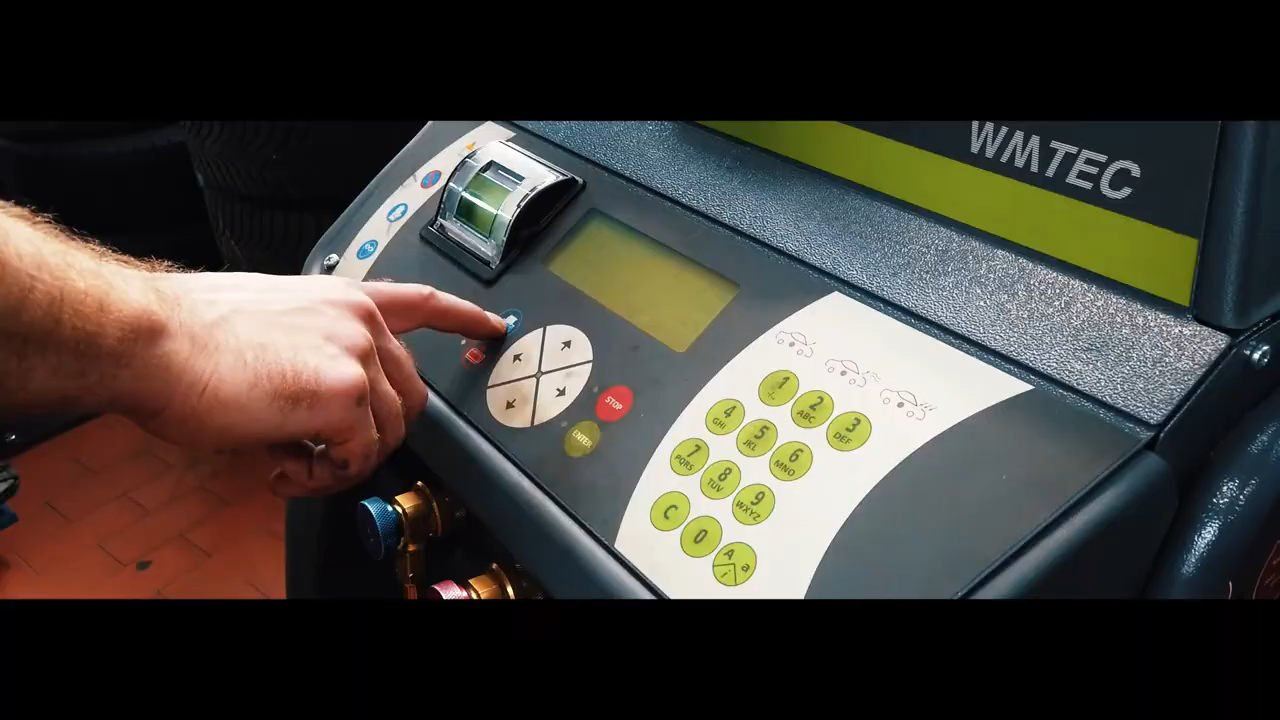 WMTEC
STOP
ENTER
1
2
ABC
3
DEF
4
GHI
5
JKL
6
MNO
7
PQRS
8
TUV
9
WXYZ
C
0
A a
i